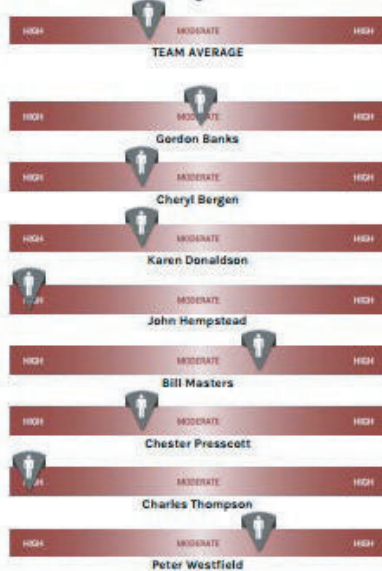 HIGH MODERATE HIGH
TEAM AVERAGE
HIGH MODERATE HIGH
Gordon Banks
HIGH MODERATE HIGH
Cheryl Bergen
HIGH MODERATE HIGH
Karen Donaldson
MODERATE HIGH
John Hempstead
HIGH MODERATE HIGH
Bill Masters
HIGH MODERATE HIGH
Chester Presscott
MODERATE HIGH
Charles Thompson
HIGH MODERATE HIGH
Peter Westfield